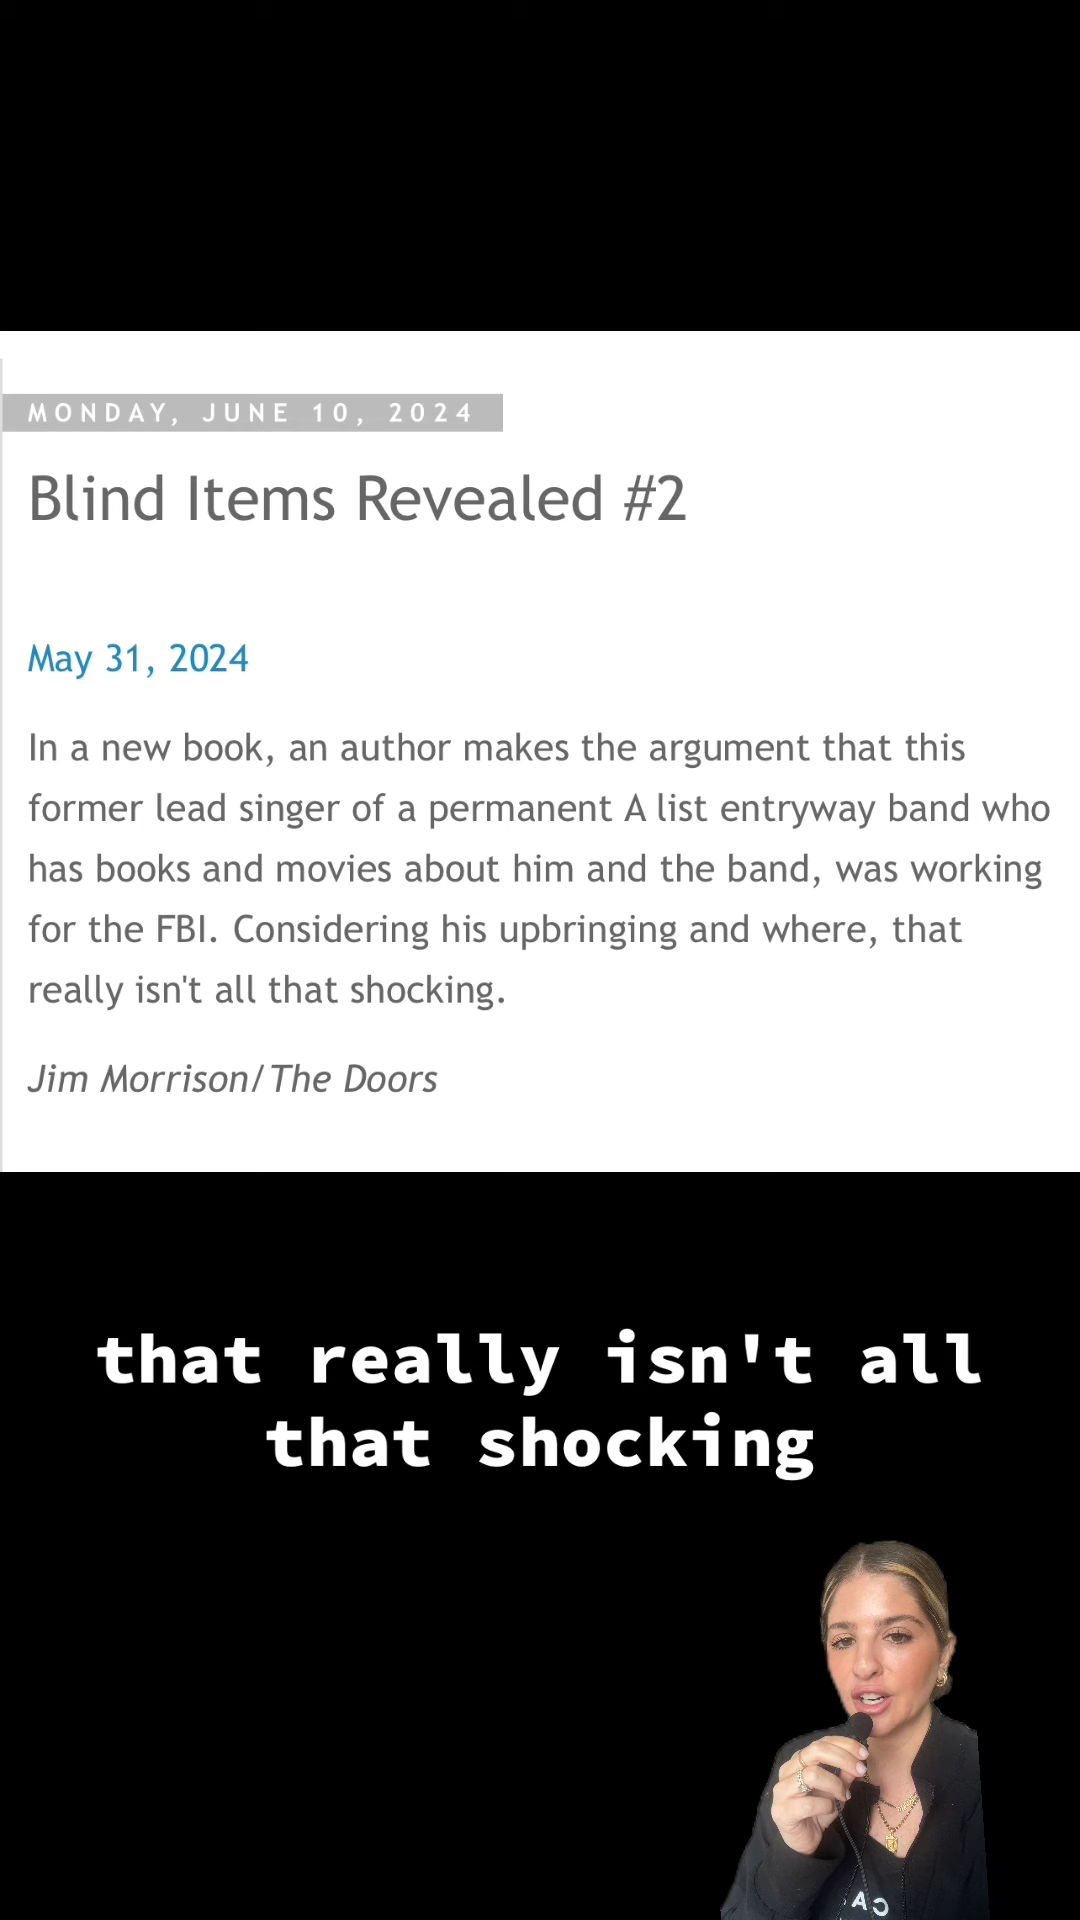 MONDAY, JUNE 10, 2024
Blind Items Revealed #2
May 31, 2024
In a new book, an author makes the argument that this
former lead singer of a permanent A list entryway band who
has books and movies about him and the band, was working
for the FBI. Considering his upbringing and where, that
really isn't all that shocking.
Jim Morrison/The Doors
that really isn't all
that shocking